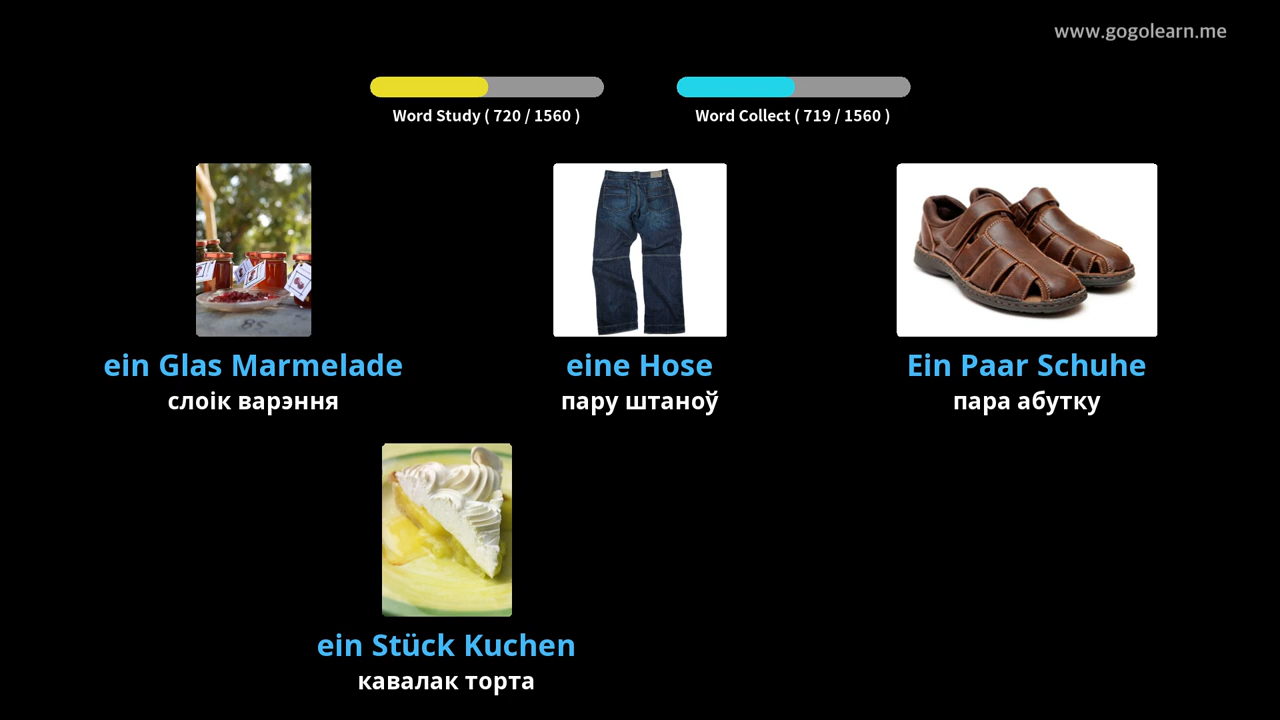 www.gogolearn.me
Word Study ( 720 / 1560 )
Word Collect ( 719 / 1560 )
ein Glas Marmelade
слоік варэння
eine Hose
пару штаноў
Ein Paar Schuhe
пара абутку
ein Stück Kuchen
кавалак торта